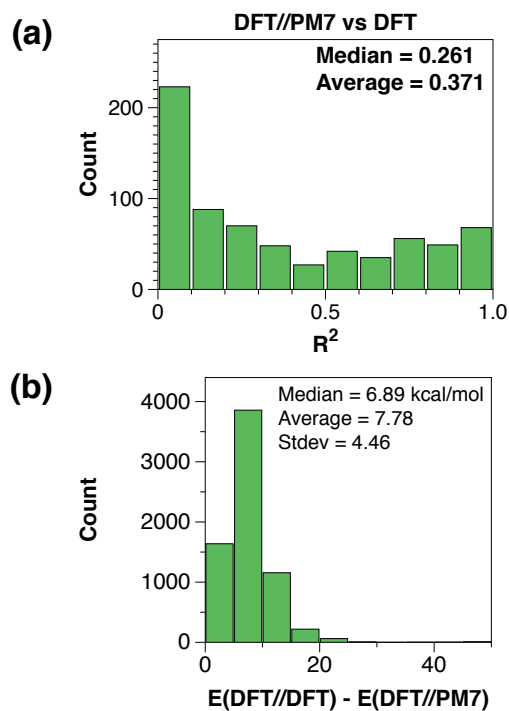 (a)
DFT//PM7 vs DFT
Median = 0.261
Average = 0.371
Count
200
100
0
0
0.5
1.0
R²
(b)
Median = 6.89 kcal/mol
Average = 7.78
Stdev = 4.46
Count
4000
3000
2000
1000
0
0
20
40
E(DFT//DFT) - E(DFT//PM7)